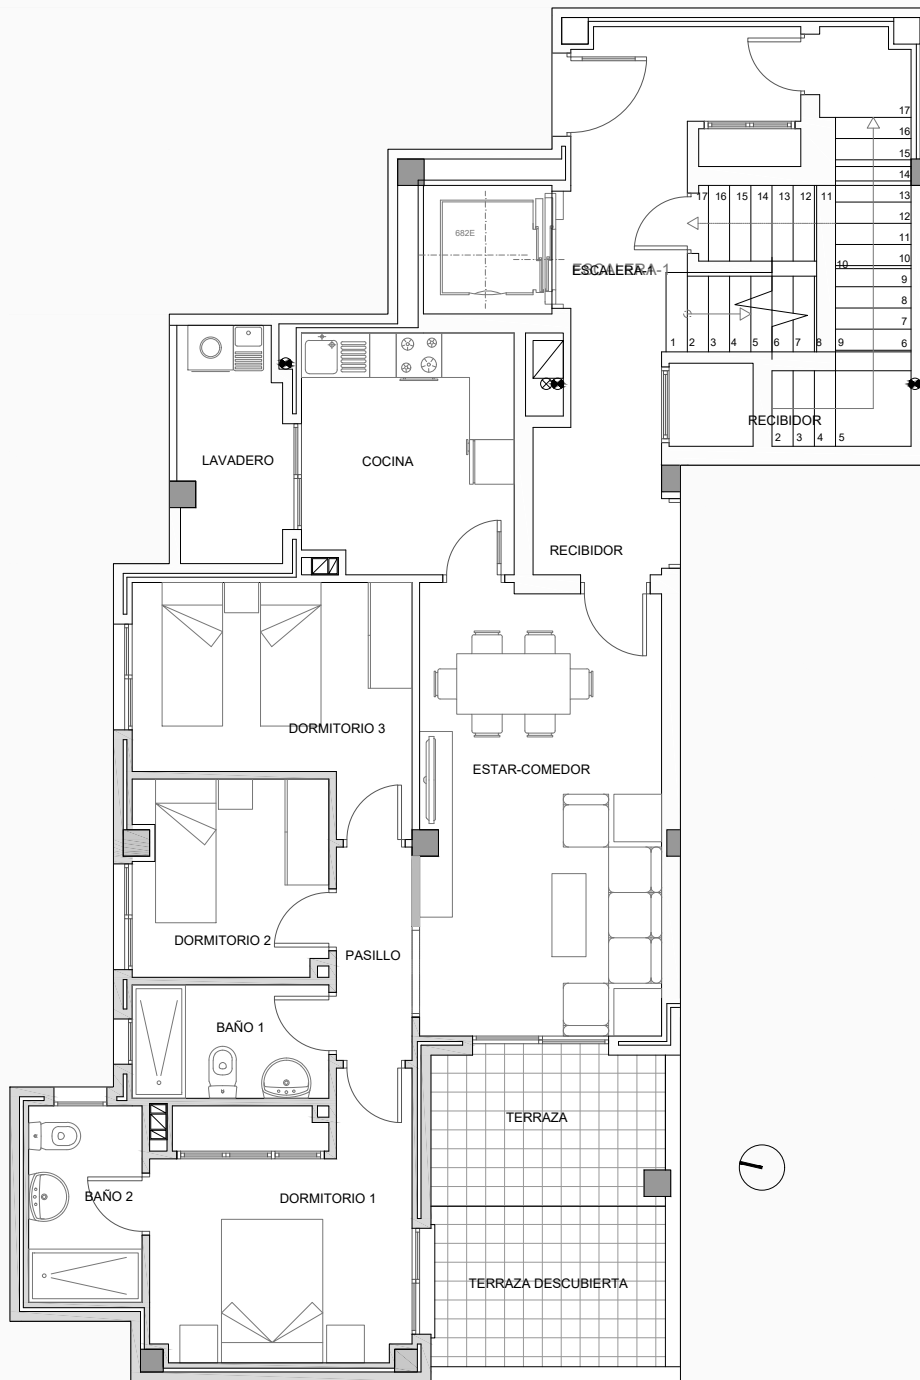 17
16
15
14
17 16 15 14 13 12 11
13
12
11
10
10
9
8
7
6
682E
ESCALERA-1
ESCALERA-1
1 2 3 4 5 6 7 8 9
RECIBIDOR
2 3 4 5
LAVADERO
COCINA
RECIBIDOR
DORMITORIO 3
ESTAR-COMEDOR
DORMITORIO 2
PASILLO
BAÑO 1
TERRAZA
BAÑO 2
DORMITORIO 1
TERRAZA DESCUBIERTA